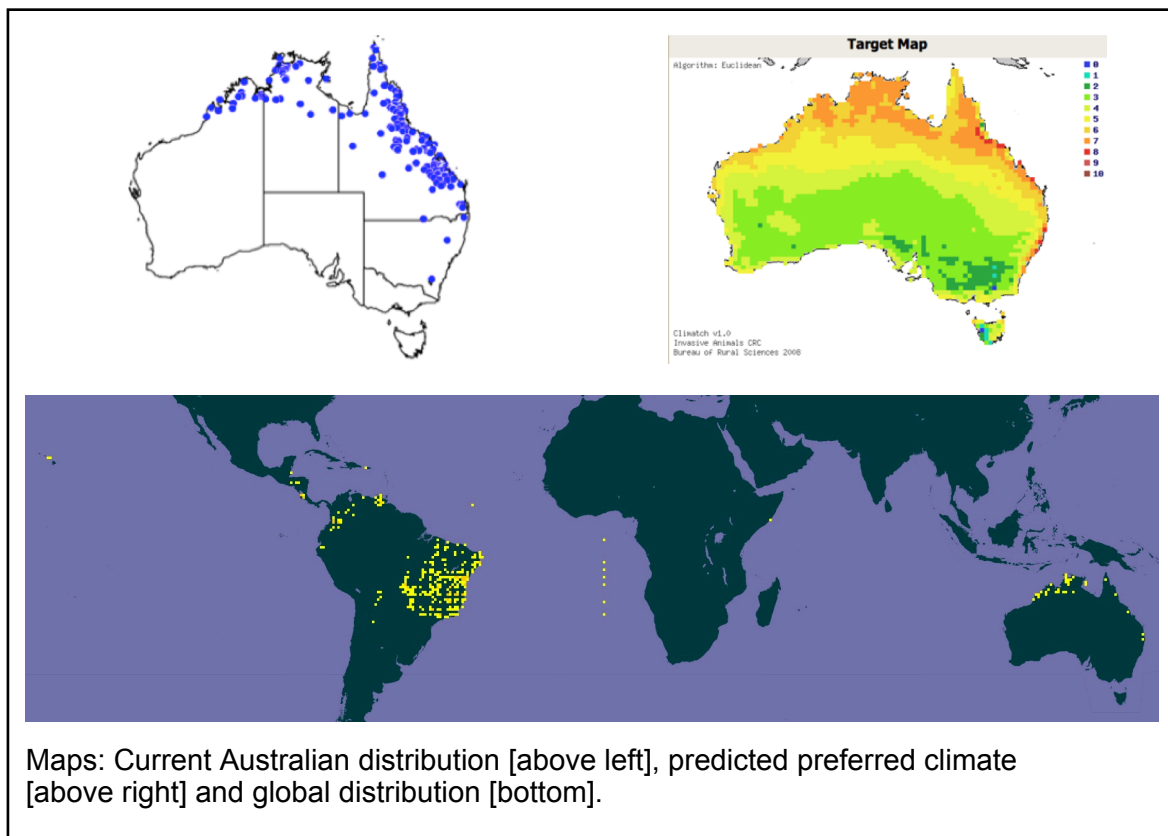 Target Map
Algorithm: Euclidean
0
1
2
3
4
5
6
7
8
9
10
Climatch v1.0
Invasive Animals CRC
Bureau of Rural Sciences 2008
Maps: Current Australian distribution [above left], predicted preferred climate
[above right] and global distribution [bottom].